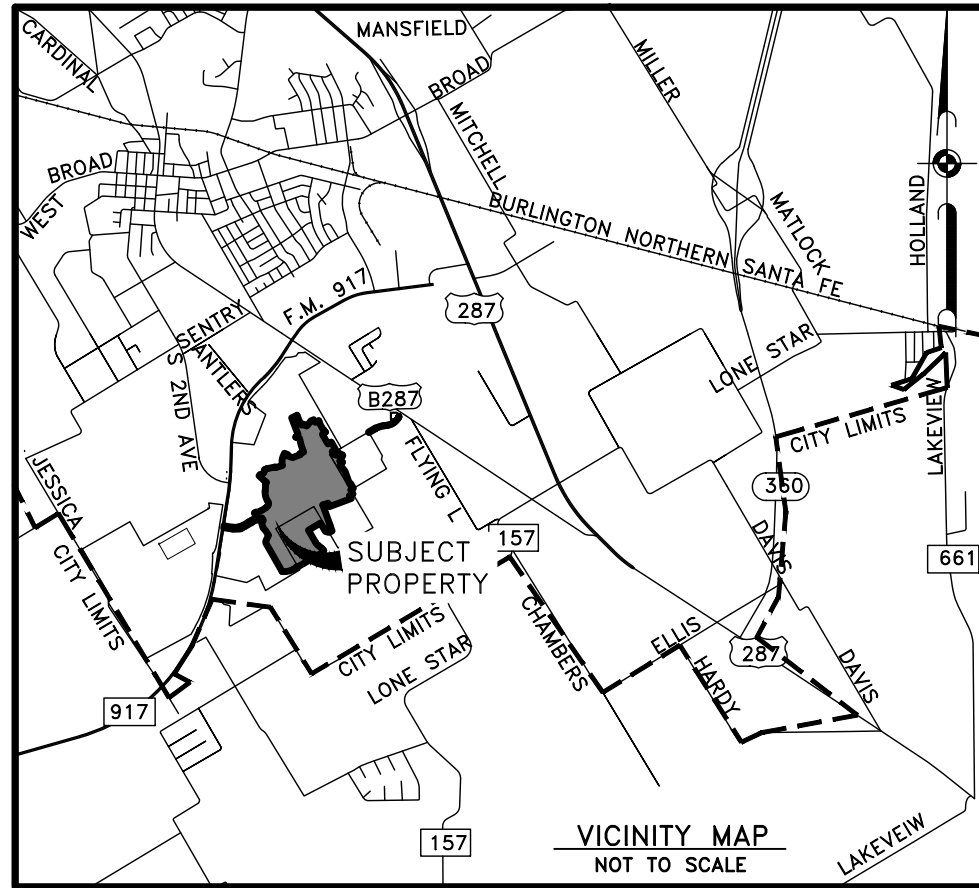 CARDINAL
MANSFIELD
BROAD
MILLER
MITCHELL
BROAD
WEST
BURLINGTON NORTHERN SANTA FE
MATLOCK
HOLLAND
F.M. 917
287
SENTRY
ANTLERS
S 2ND AVE
B287
LONE STAR
CITY LIMITS
LAKEVIEW
JESSICA
FLYING L
360
CITY LIMITS
SUBJECT
PROPERTY
157
DAVIS
661
CITY LIMITS
CHAMBERS
ELLIS
287
HARDY
DAVIS
LONE STAR
917
157
VICINITY MAP
NOT TO SCALE
LAKEVEIW